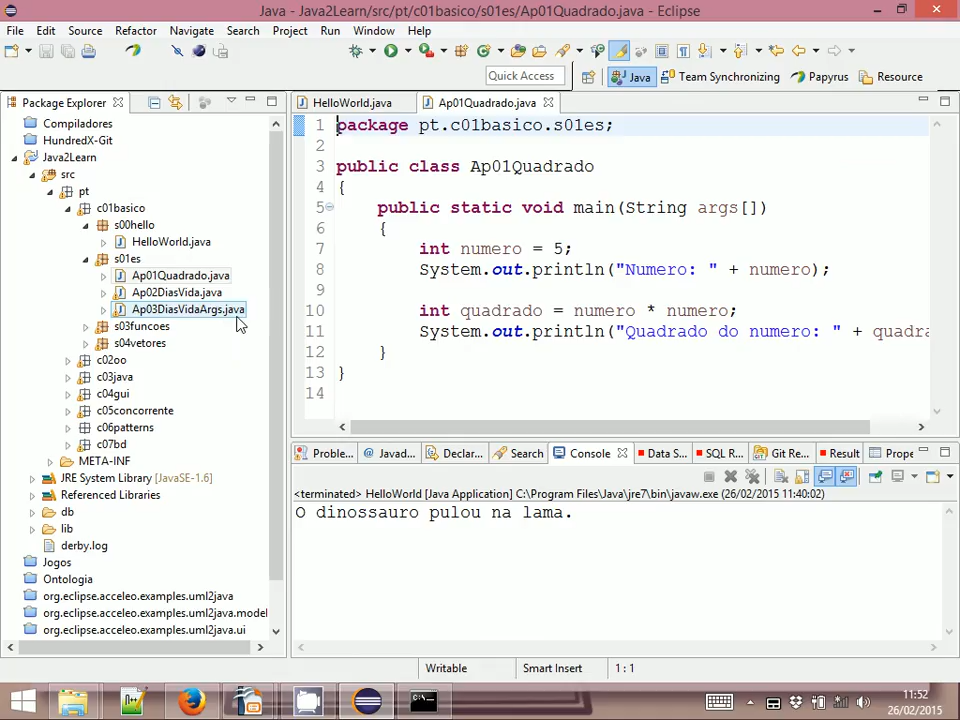 Java - Java2Learn/src/pt/c01basico/s01es/Ap01Quadrado.java - Eclipse
File Edit Source Refactor Navigate Search Project Run Window Help
Quick Access
Java
Team Synchronizing
Papyrus
Resource
Package Explorer
HelloWorld.java
Ap01Quadrado.java
Compiladores
HundredX-Git
Java2Learn
src
pt
c01basico
s00hello
HelloWorld.java
s01es
Ap01Quadrado.java
Ap02DiasVida.java
Ap03DiasVidaArgs.java
s03funcoes
s04vetores
c02oo
c03java
c04gui
c05concorrente
c06patterns
c07bd
META-INF
JRE System Library [JavaSE-1.6]
Referenced Libraries
db
lib
derby.log
Jogos
Ontologia
org.eclipse.acceleo.examples.uml2java
org.eclipse.acceleo.examples.uml2java.model
org.eclipse.acceleo.examples.uml2java.ui
1 package pt.c01basico.s01es;
2
3 public class Ap01Quadrado
4 {
5 public static void main(String args[])
6 {
7 int numero = 5;
8 System.out.println("Numero: " + numero);
9
10 int quadrado = numero * numero;
11 System.out.println("Quadrado do numero: " + quadra
12 }
13 }
14
Proble... Javad... Declar... Search Console Data S... SQL R... Git Re... Result Prope
<terminated> HelloWorld [Java Application] C:\Program Files\Java\jre7\bin\javaw.exe (26/02/2015 11:40:02)
O dinossauro pulou na lama.
Writable
Smart Insert
1 : 1
11:52
26/02/2015